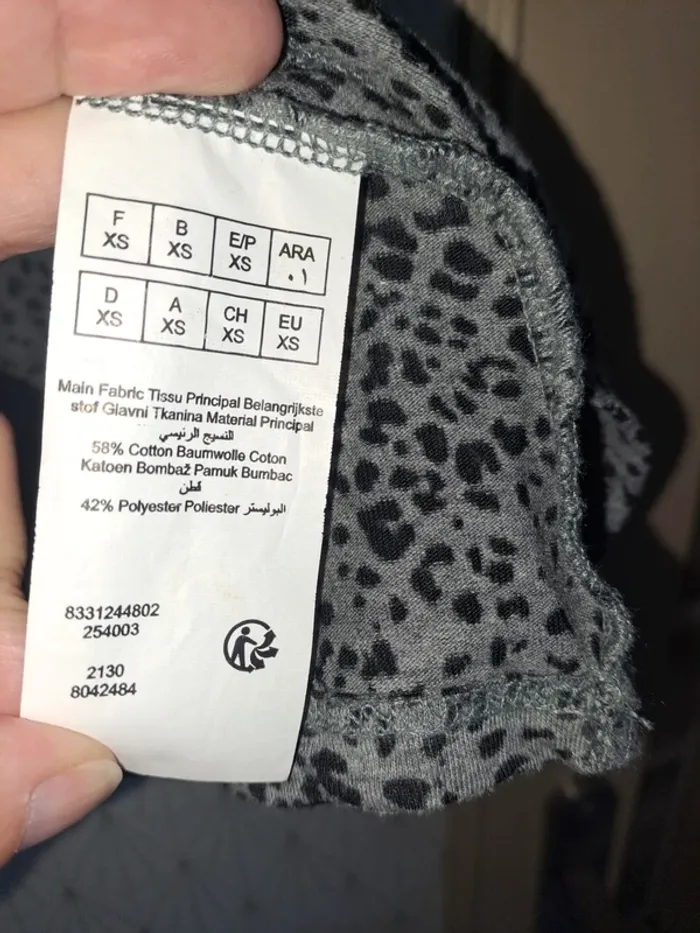 F B E/P ARA
XS XS XS ٠١
D A CH EU
XS XS XS XS
Main Fabric Tissu Principal Belangrijkste
stof Glavni Tkanina Material Principal
النسيج الرئيسي
58% Cotton Baumwolle Coton
Katoen Bombaž Pamuk Bumbac
قطن
42% Polyester Poliester البوليستر
8331244802
254003
2130
8042484